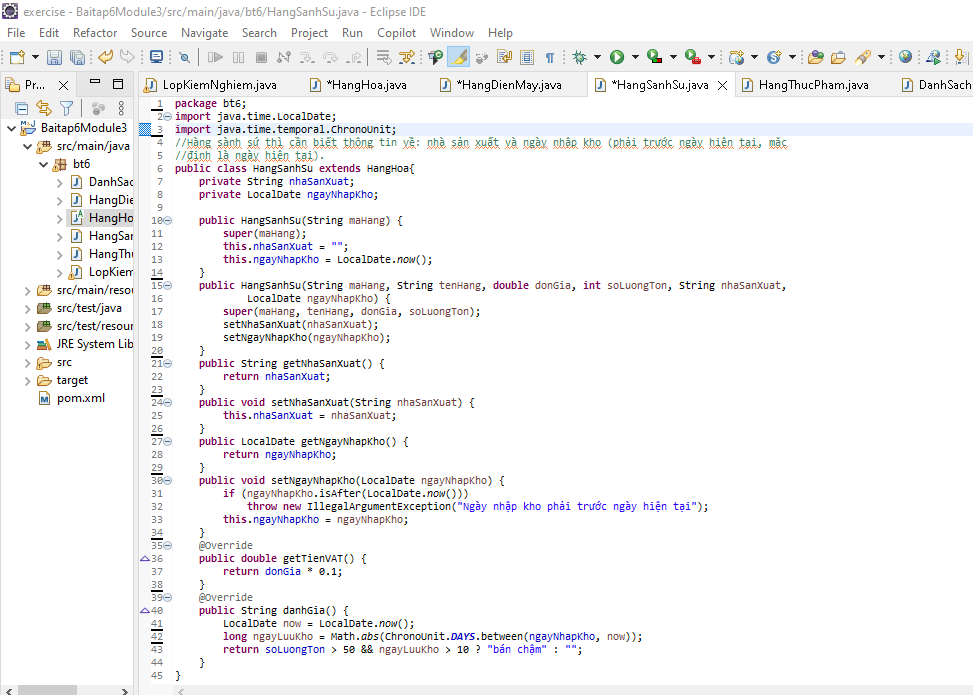 exercise - Baitap6Module3/src/main/java/bt6/HangSanhSu.java - Eclipse IDE
File Edit Refactor Source Navigate Search Project Run Copilot Window Help
Pr...
LopKiemNghiem.java *HangHoa.java *HangDienMay.java *HangSanhSu.java HangThucPham.java DanhSach
Baitap6Module3
src/main/java
bt6
DanhSac
HangDie
HangHo
HangSar
HangThu
LopKiem
src/main/resou
src/test/java
src/test/resour
JRE System Lib
src
target
pom.xml
1 package bt6;
2 import java.time.LocalDate;
3 import java.time.temporal.ChronoUnit;
4 //Hàng sành sứ thì cần biết thông tin về: nhà sản xuất và ngày nhập kho (phải trước ngày hiện tại, mặc
5 //định là ngày hiện tại).
6 public class HangSanhSu extends HangHoa{
7 private String nhaSanXuat;
8 private LocalDate ngayNhapKho;
9
10 public HangSanhSu(String maHang) {
11 super(maHang);
12 this.nhaSanXuat = "";
13 this.ngayNhapKho = LocalDate.now();
14 }
15 public HangSanhSu(String maHang, String tenHang, double donGia, int soLuongTon, String nhaSanXuat,
16 LocalDate ngayNhapKho) {
17 super(maHang, tenHang, donGia, soLuongTon);
18 setNhaSanXuat(nhaSanXuat);
19 setNgayNhapKho(ngayNhapKho);
20 }
21 public String getNhaSanXuat() {
22 return nhaSanXuat;
23 }
24 public void setNhaSanXuat(String nhaSanXuat) {
25 this.nhaSanXuat = nhaSanXuat;
26 }
27 public LocalDate getNgayNhapKho() {
28 return ngayNhapKho;
29 }
30 public void setNgayNhapKho(LocalDate ngayNhapKho) {
31 if (ngayNhapKho.isAfter(LocalDate.now()))
32 throw new IllegalArgumentException("Ngày nhập kho phải trước ngày hiện tại");
33 this.ngayNhapKho = ngayNhapKho;
34 }
35 @Override
36 public double getTienVAT() {
37 return donGia * 0.1;
38 }
39 @Override
40 public String danhGia() {
41 LocalDate now = LocalDate.now();
42 long ngayLuuKho = Math.abs(ChronoUnit.DAYS.between(ngayNhapKho, now));
43 return soLuongTon > 50 && ngayLuuKho > 10 ? "bán chậm" : "";
44 }
45 }